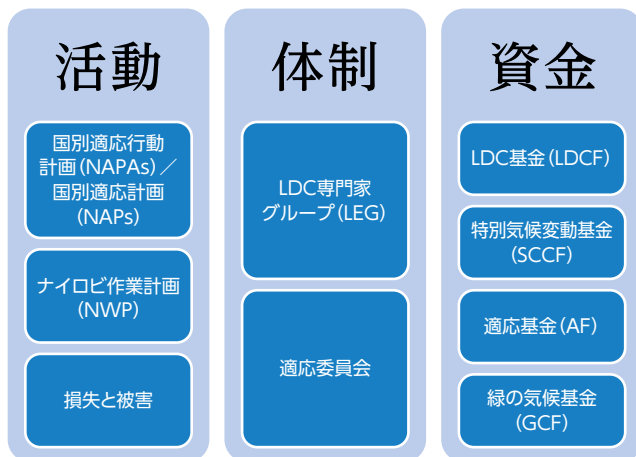 活動
国別適応行動
計画(NAPAs)／
国別適応計画
(NAPs)
ナイロビ作業計画
(NWP)
損失と被害
体制
LDC専門家
グループ(LEG)
適応委員会
資金
LDC基金(LDCF)
特別気候変動基金
(SCCF)
適応基金(AF)
緑の気候基金
(GCF)